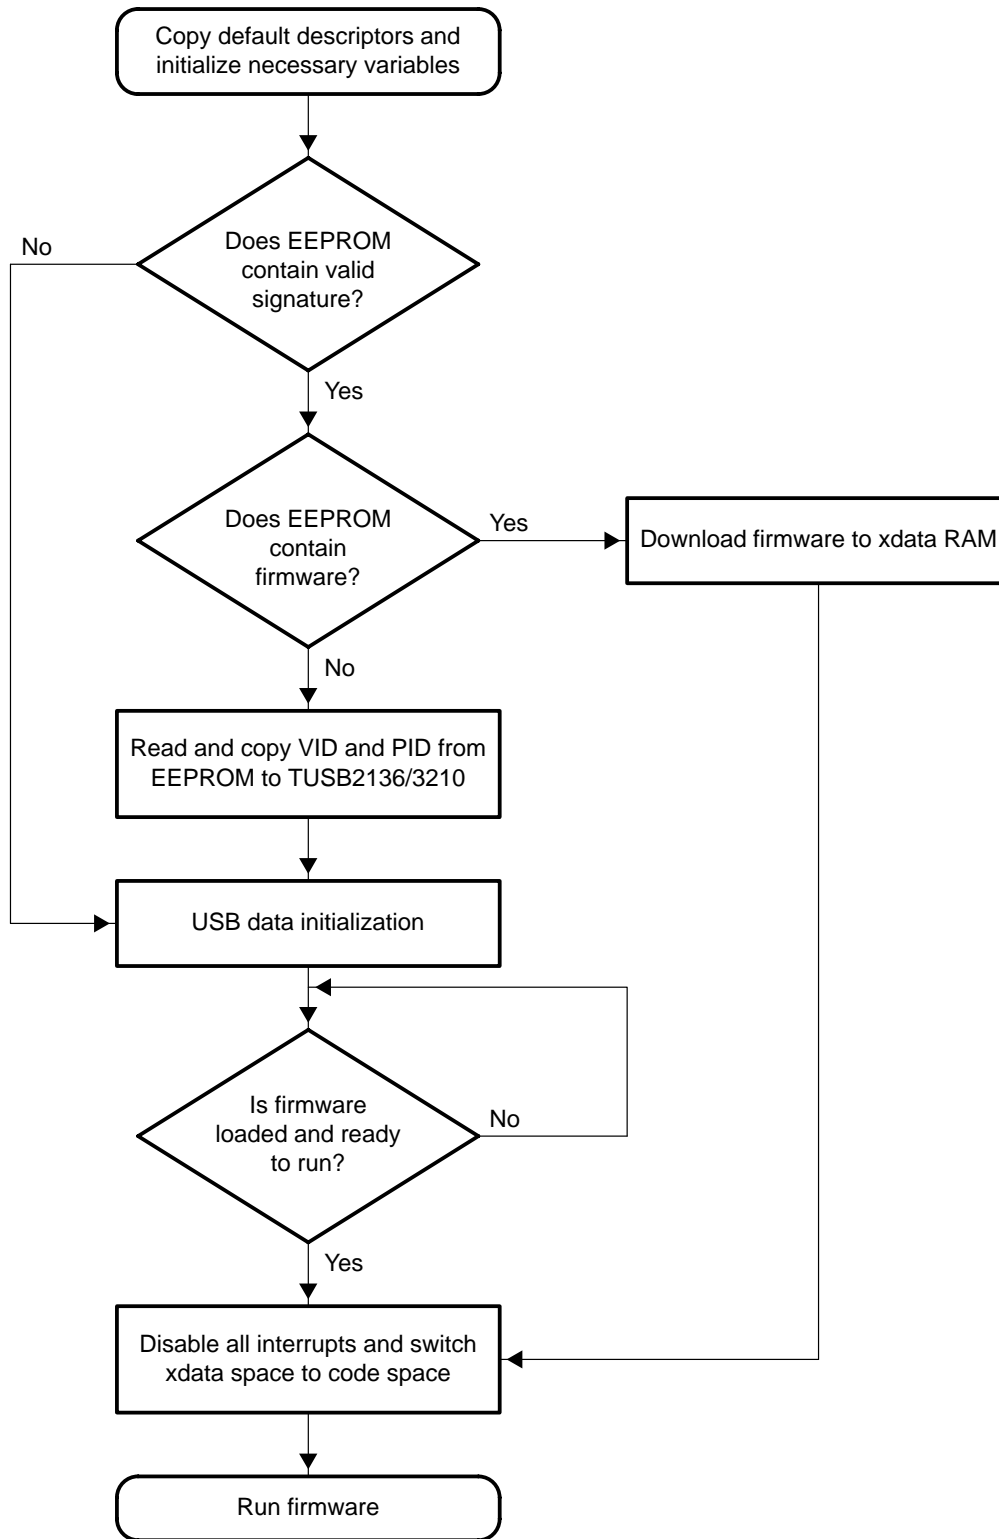 Copy default descriptors and
initialize necessary variables
No
Does EEPROM
contain valid
signature?
Yes
Does EEPROM
contain
firmware?
Yes
Download firmware to xdata RAM
No
Read and copy VID and PID from
EEPROM to TUSB2136/3210
USB data initialization
Is firmware
loaded and ready
to run?
No
Yes
Disable all interrupts and switch
xdata space to code space
Run firmware